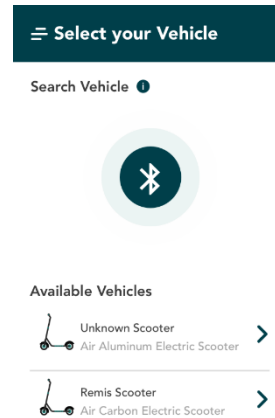 Select your Vehicle
Search Vehicle
Available Vehicles
Unknown Scooter
Air Aluminum Electric Scooter
Remis Scooter
Air Carbon Electric Scooter